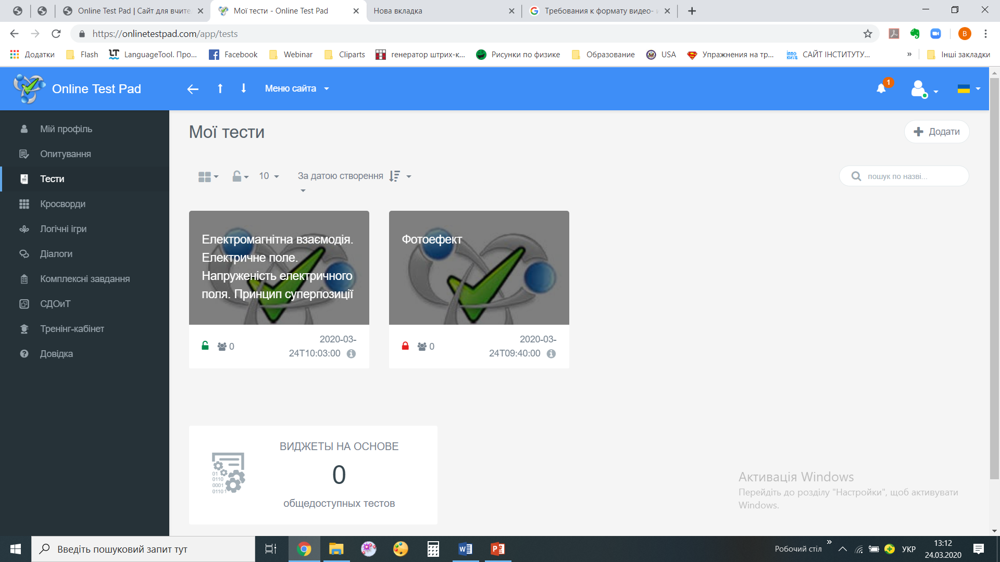 Online Test Pad | Сайт для вчите
Мої тести - Online Test Pad
Нова вкладка
Требования к формату видео- и
https://onlinetestpad.com/app/tests
B
Додатки
Flash
LanguageTool. Про...
Facebook
Webinar
Cliparts
генератор штрих-к...
Рисунки по физике
Образование
USA
Упражнения на тр...
САЙТ ІНСТИТУТУ...
»
Інші закладки
Online Test Pad
Меню сайта
1
Мій профіль
Опитування
Тести
Кросворди
Логічні ігри
Діалоги
Комплексні завдання
СДОиТ
Тренінг-кабінет
Довідка
Мої тести
Додати
10
За датою створення
пошук по назві...
Електромагнітна взаємодія.
Електричне поле.
Напруженість електричного
поля. Принцип суперпозиції
0
2020-03-
24T10:03:00
Фотоефект
0
2020-03-
24T09:40:00
ВИДЖЕТЫ НА ОСНОВЕ
0
общедоступных тестов
01
0110
0001
01101
Активація Windows
Перейдіть до розділу "Настройки", щоб активувати
Windows.
Введіть пошуковий запит тут
Робочий стіл
»
УКР
13:12
24.03.2020